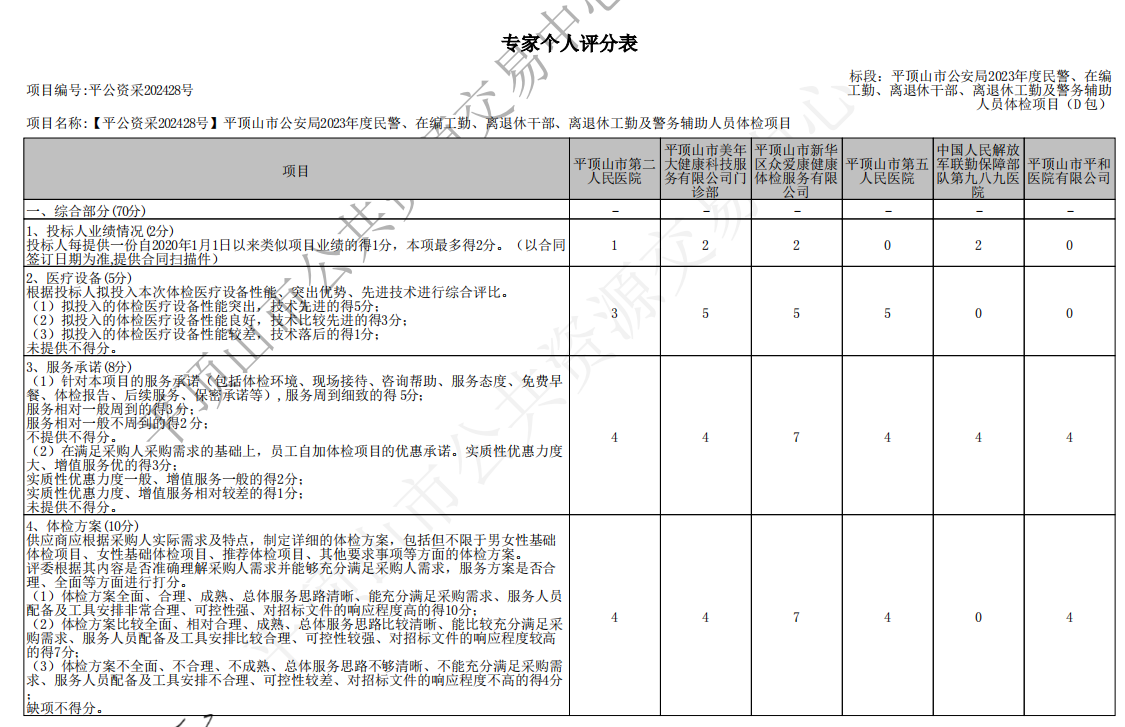 专家个人评分表
项目编号:平公资采202428号
标段：平顶山市公安局2023年度民警、在编
工勤、离退休干部、离退休工勤及警务辅助
人员体检项目（D包）
项目名称:【平公资采202428号】平顶山市公安局2023年度民警、在编工勤、离退休干部、离退休工勤及警务辅助人员体检项目
项目
平顶山市第二
人民医院
平顶山市美年
大健康科技服
务有限公司门
诊部
平顶山市新华
区众爱康健康
体检服务有限
公司
平顶山市第五
人民医院
中国人民解放
军联勤保障部
队第九八九医
院
平顶山市平和
医院有限公司
一、综合部分(70分)
－ － － － － －
1、投标人业绩情况(2分)
投标人每提供一份自2020年1月1日以来类似项目业绩的得1分，本项最多得2分。（以合同
签订日期为准,提供合同扫描件）
1 2 2 0 2 0
2、医疗设备(5分)
根据投标人拟投入本次体检医疗设备性能、突出优势、先进技术进行综合评比。
（1）拟投入的体检医疗设备性能突出，技术先进的得5分；
（2）拟投入的体检医疗设备性能良好，技术比较先进的得3分；
（3）拟投入的体检医疗设备性能较差，技术落后的得1分；
未提供不得分。
3 5 5 5 0 0
3、服务承诺(8分)
（1）针对本项目的服务承诺（包括体检环境、现场接待、咨询帮助、服务态度、免费早
餐、体检报告、后续服务、保密承诺等）,服务周到细致的得 5分；
服务相对一般周到的得3 分；
服务相对一般不周到的得2 分；
不提供不得分。
（2）在满足采购人采购需求的基础上，员工自加体检项目的优惠承诺。实质性优惠力度
大、增值服务优的得3分；
实质性优惠力度一般、增值服务一般的得2分；
实质性优惠力度、增值服务相对较差的得1分；
未提供不得分。
4 4 7 4 4 4
4、体检方案(10分)
供应商应根据采购人实际需求及特点，制定详细的体检方案，包括但不限于男女性基础
体检项目、女性基础体检项目、推荐体检项目、其他要求事项等方面的体检方案。
评委根据其内容是否准确理解采购人需求并能够充分满足采购人需求，服务方案是否合
理、全面等方面进行打分。
（1）体检方案全面、合理、成熟、总体服务思路清晰、能充分满足采购需求、服务人员
配备及工具安排非常合理、可控性强、对招标文件的响应程度高的得10分；
（2）体检方案比较全面、相对合理、成熟、总体服务思路比较清晰、能比较充分满足采
购需求、服务人员配备及工具安排比较合理、可控性较强、对招标文件的响应程度较高
的得7分；
（3）体检方案不全面、不合理、不成熟、总体服务思路不够清晰、不能充分满足采购需
求、服务人员配备及工具安排不合理、可控性较差、对招标文件的响应程度不高的得4分
；
缺项不得分。
4 4 7 4 0 4
平顶山市公共资源交易中心
平顶山市公共资源交易中心